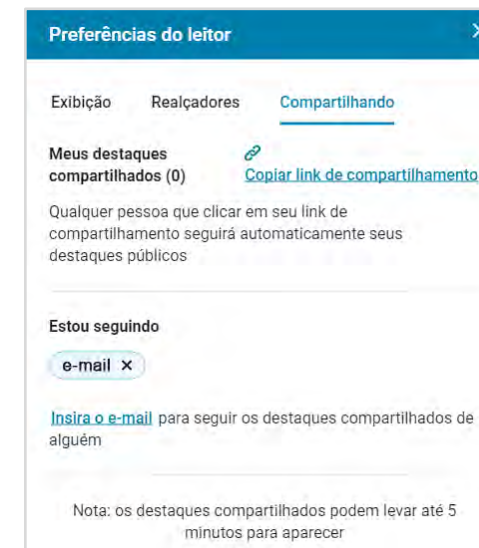 Preferências do leitor
Exibição Realçadores Compartilhando
Meus destaques
compartilhados (0)
Copiar link de compartilhamento
Qualquer pessoa que clicar em seu link de
compartilhamento seguirá automaticamente seus
destaques públicos
Estou seguindo
e-mail ×
Insira o e-mail para seguir os destaques compartilhados de
alguém
Nota: os destaques compartilhados podem levar até 5
minutos para aparecer